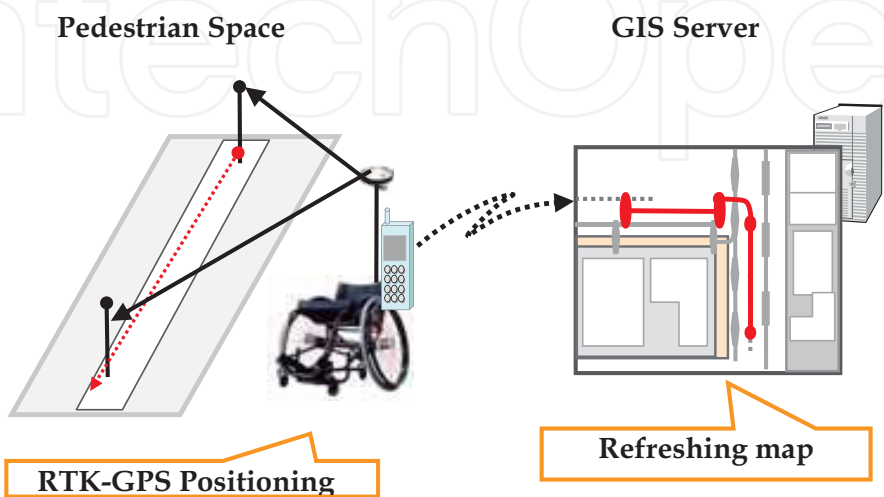 Pedestrian Space
GIS Server
Refreshing map
RTK-GPS Positioning